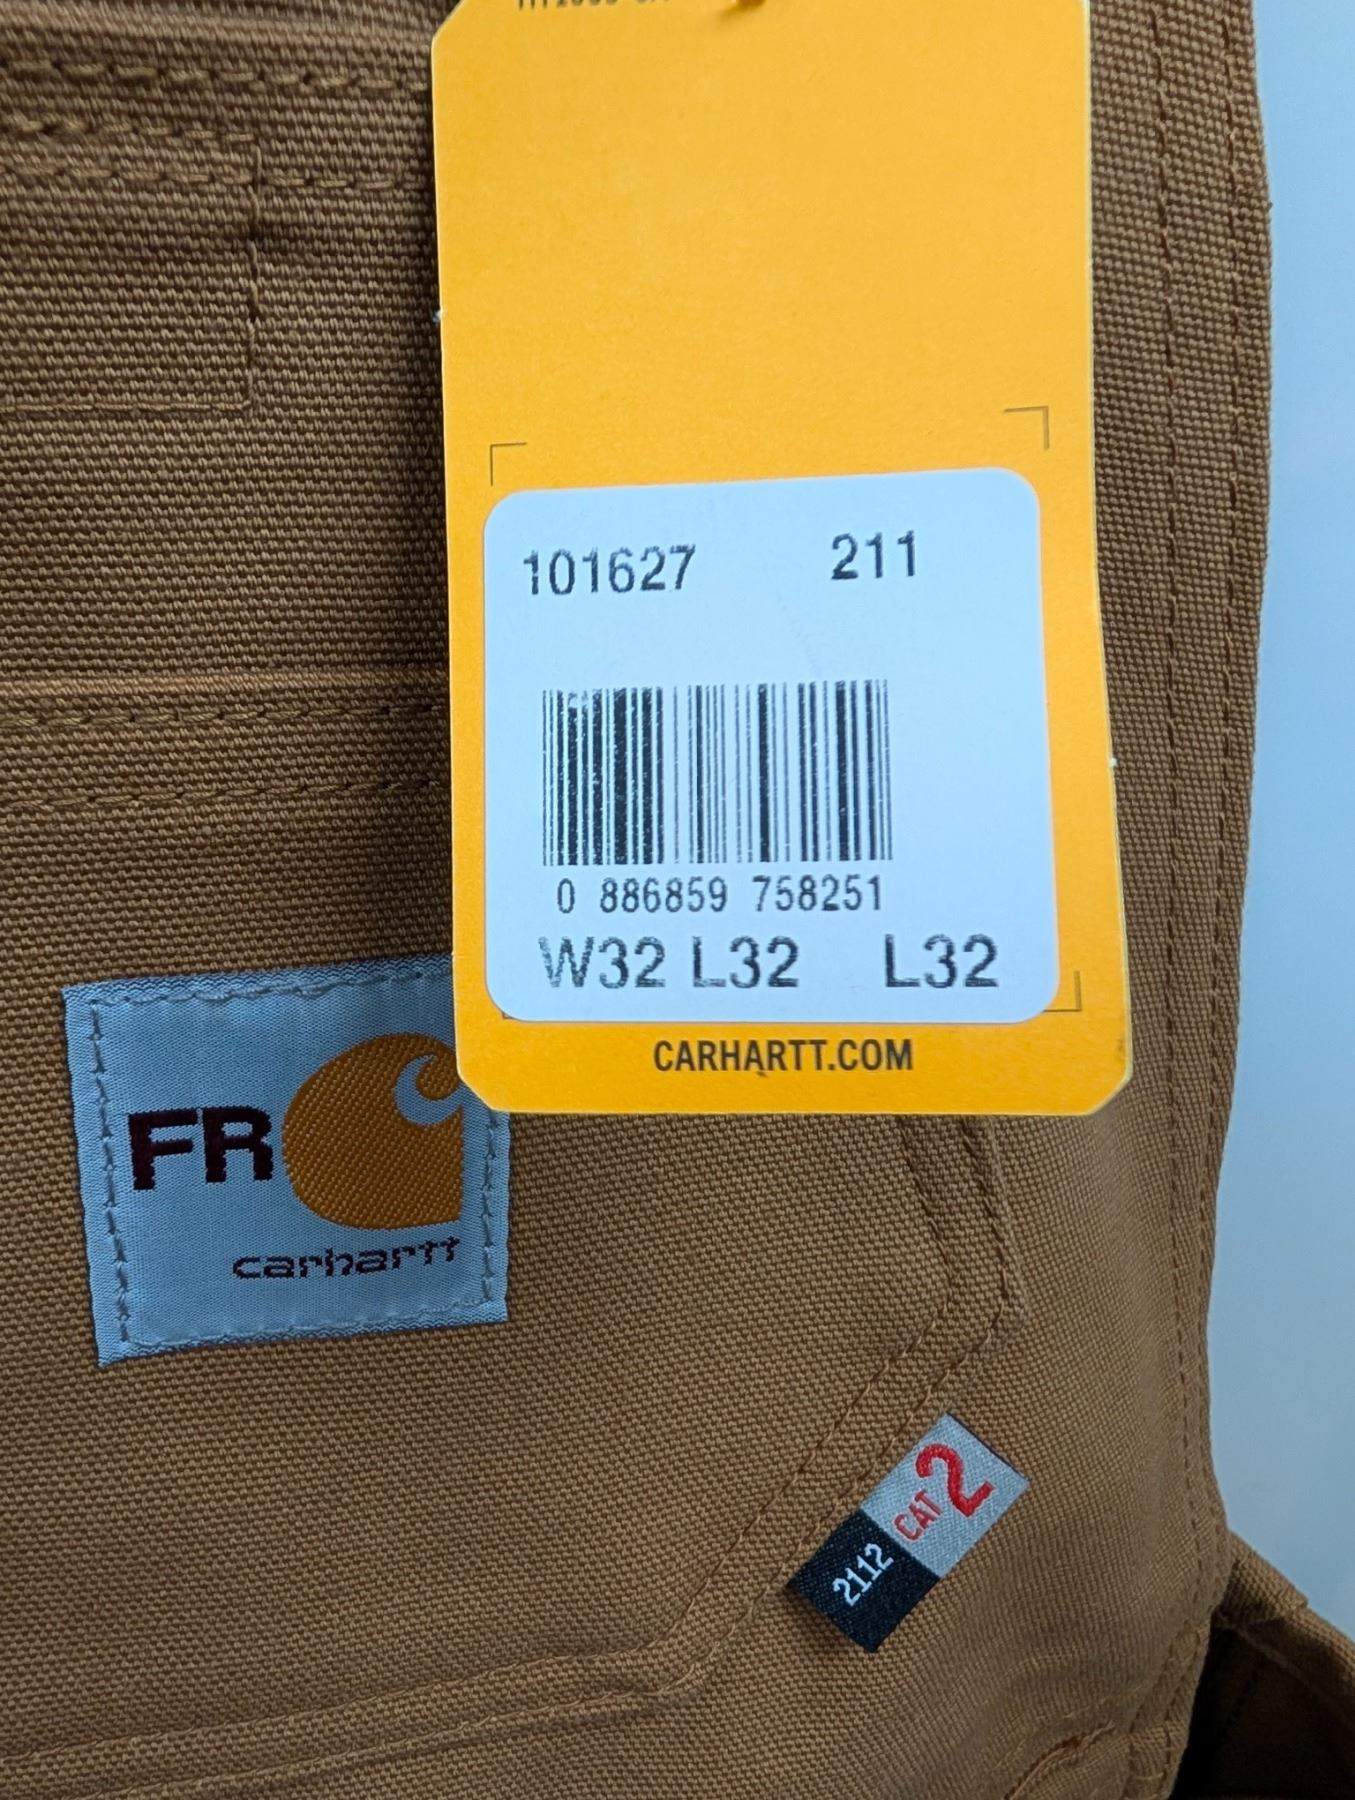 101627 211
0 886859 758251
W32 L32 L32
CARHARTT.COM
FR
carhartt
CAT 2
2112